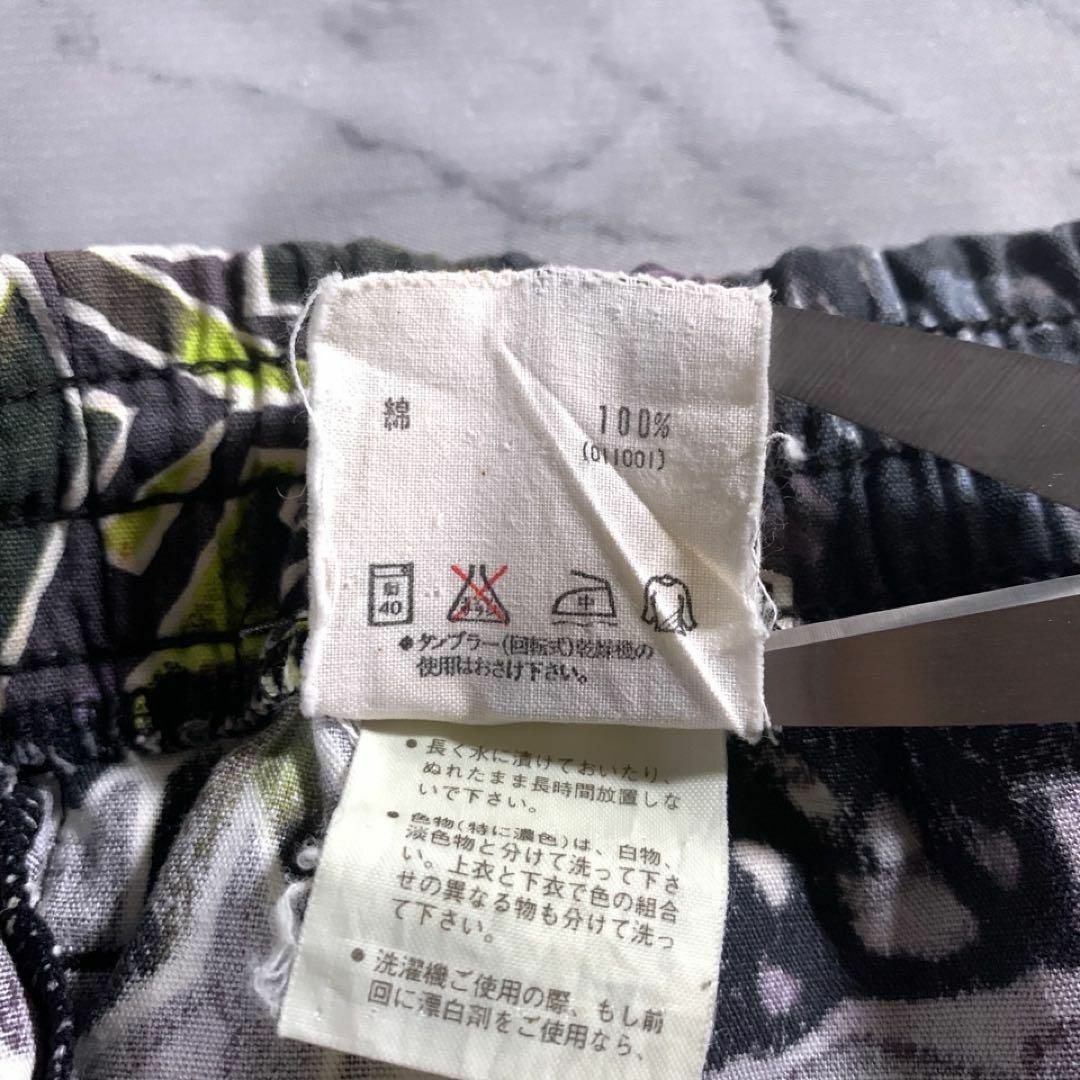 綿 100%
(011001)
40
中
●タンブラー(回転式)乾燥機の
使用はおさけ下さい。
● 長く水に漬けておいたり、
ぬれたまま長時間放置しな
いで下さい。
● 色物(特に濃色)は、白物、
淡色物と分けて洗って下さ
い。上衣と下衣で色の組合
せの異なる物も分けて洗っ
て下さい。
● 洗濯機ご使用の際、もし前
回に漂白剤をご使用なら、